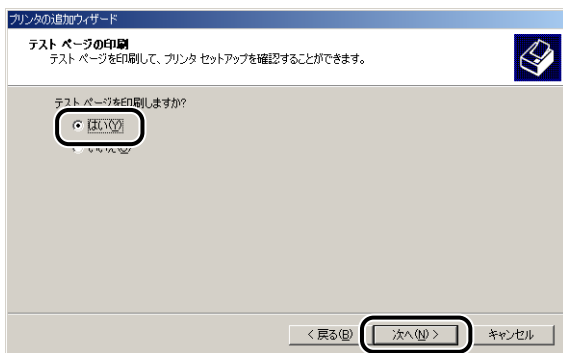 プリンタの追加ウィザード
テスト ページの印刷
テスト ページを印刷して、プリンタ セットアップを確認することができます。
テスト ページを印刷しますか?
はい(Y)
< 戻る(B)
次へ(N) >
キャンセル